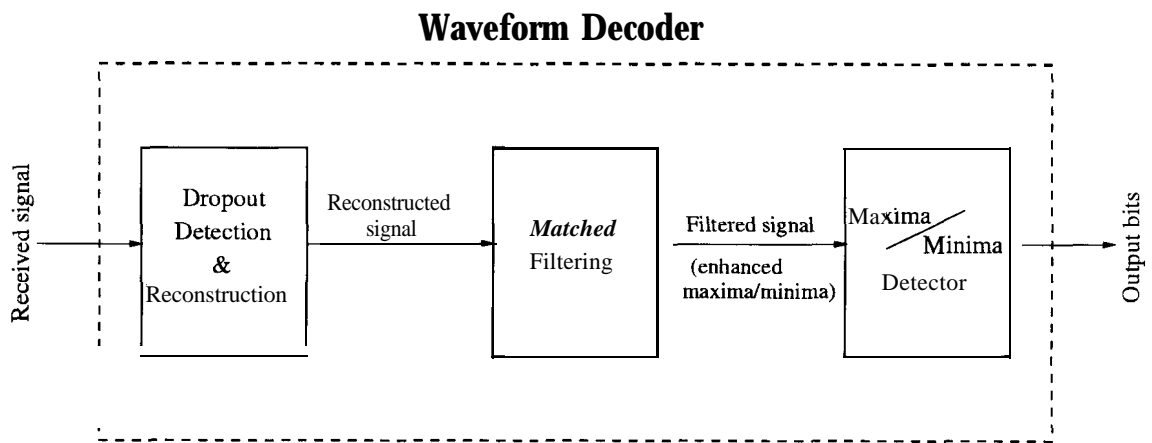 Waveform Decoder
Received signal
Dropout
Detection
&
Reconstruction
Reconstructed
signal
Matched
Filtering
Filtered signal
(enhanced
maxima/minima)
Maxima
Minima
Detector
Output bits